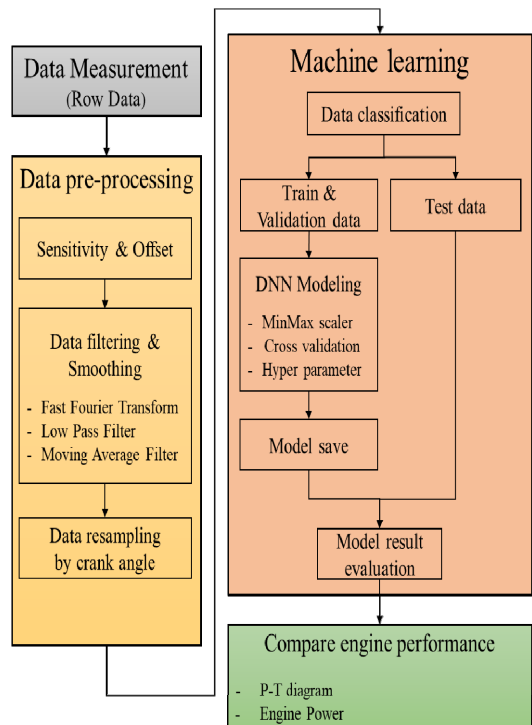 Data Measurement
(Row Data)
Data pre-processing
Sensitivity & Offset
Data filtering &
Smoothing
- Fast Fourier Transform
- Low Pass Filter
- Moving Average Filter
Data resampling
by crank angle
Machine learning
Data classification
Train &
Validation data
Test data
DNN Modeling
- MinMax scaler
- Cross validation
- Hyper parameter
Model save
Model result
evaluation
Compare engine performance
- P-T diagram
- Engine Power